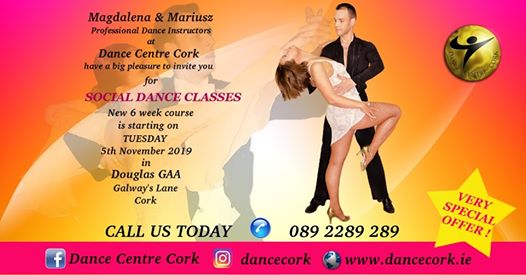 Magdalena & Mariusz
Professional Dance Instructors
at
Dance Centre Cork
have a big pleasure to invite you
for
SOCIAL DANCE CLASSES
New 6 week course
is starting on
TUESDAY
5th November 2019
in
Douglas GAA
Galway's Lane
Cork
VERY
SPECIAL
OFFER !
CALL US TODAY 089 2289 289
Dance Centre Cork dancecork www.dancecork.ie